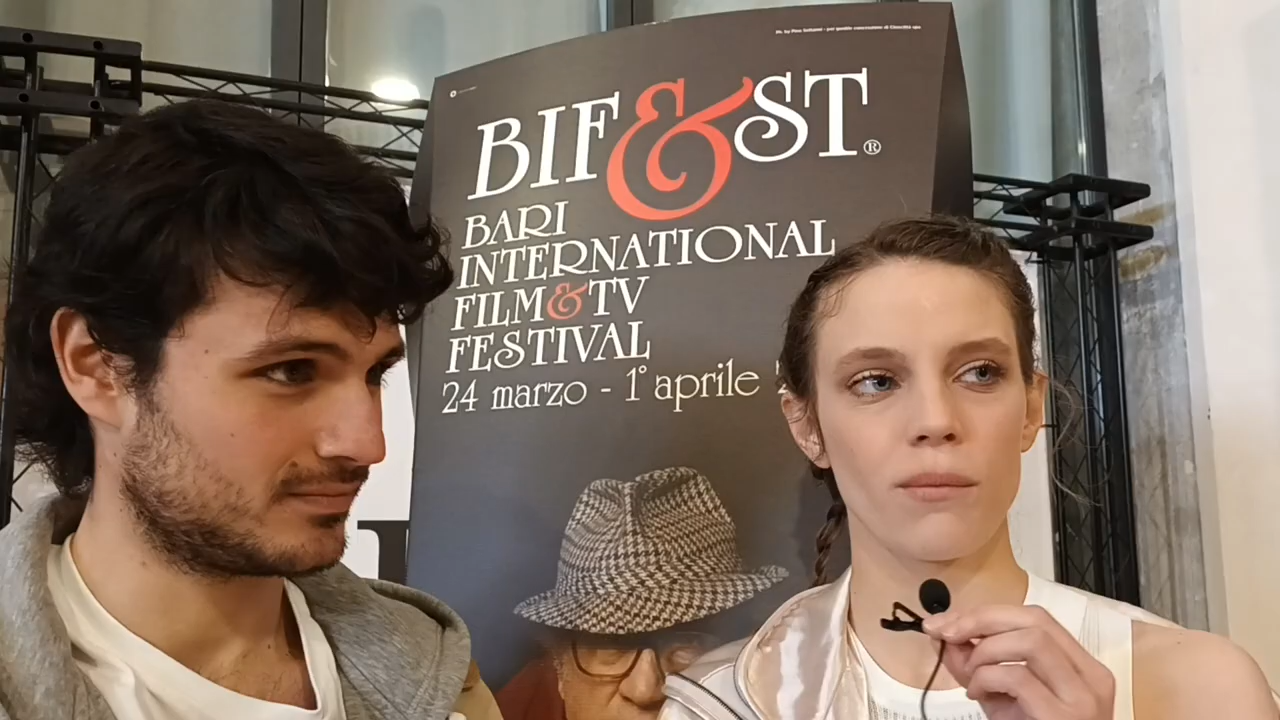 BIF&ST®
BARI
INTERNATIONAL
FILM&TV
FESTIVAL
24 marzo - 1° aprile